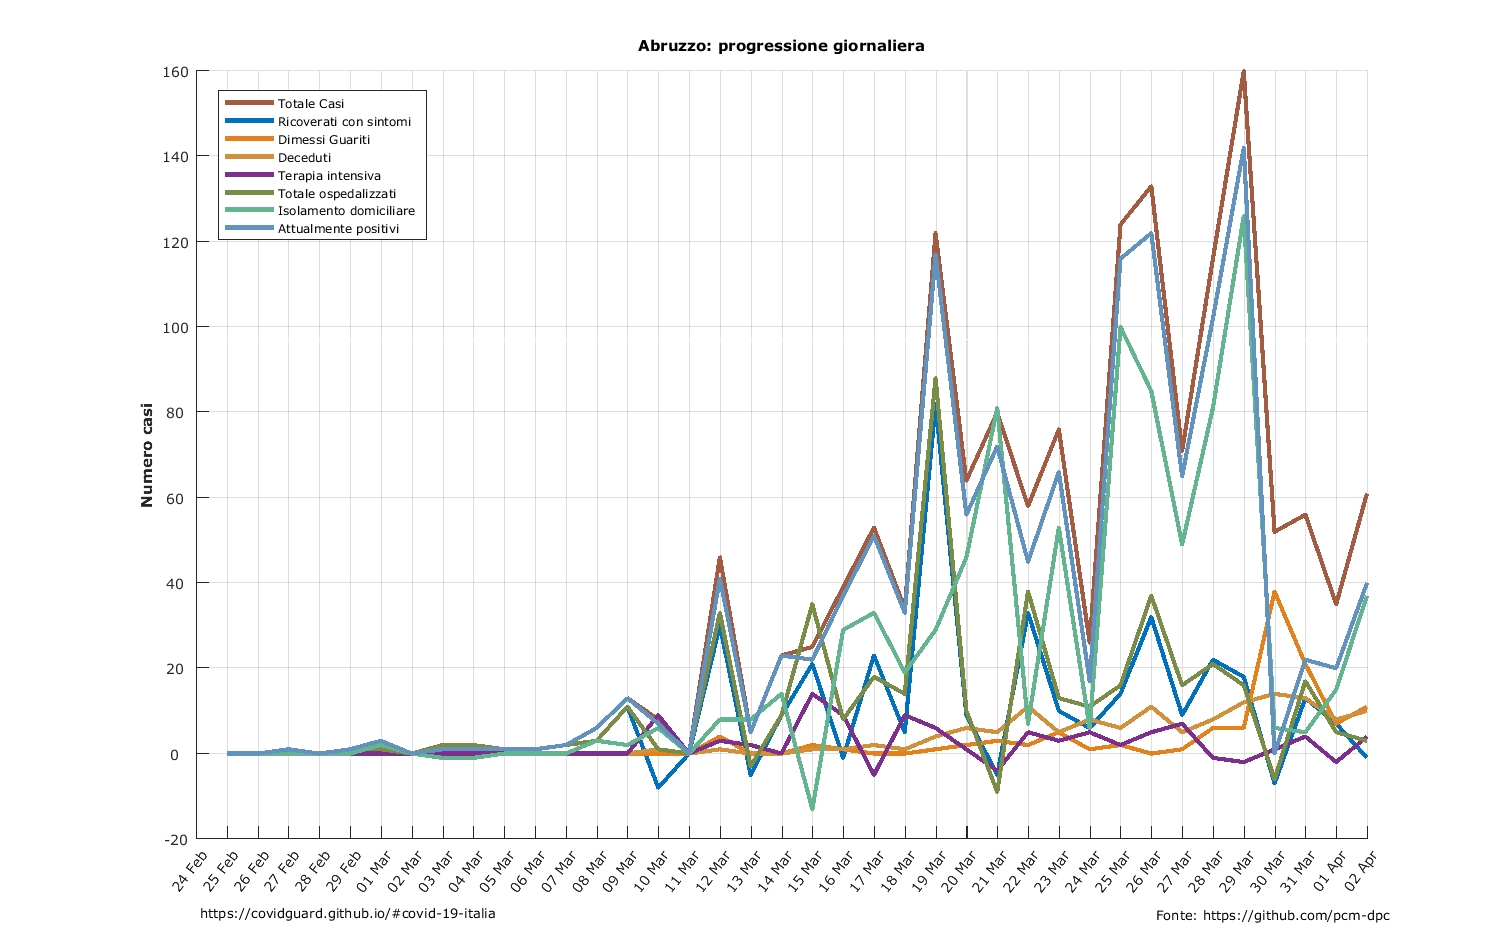 Abruzzo: progressione giornaliera
160
140
120
100
80
60
40
20
0
-20
Numero casi
Totale Casi
Ricoverati con sintomi
Dimessi Guariti
Deceduti
Terapia intensiva
Totale ospedalizzati
Isolamento domiciliare
Attualmente positivi
24 Feb
25 Feb
26 Feb
27 Feb
28 Feb
29 Feb
01 Mar
02 Mar
03 Mar
04 Mar
05 Mar
06 Mar
07 Mar
08 Mar
09 Mar
10 Mar
11 Mar
12 Mar
13 Mar
14 Mar
15 Mar
16 Mar
17 Mar
18 Mar
19 Mar
20 Mar
21 Mar
22 Mar
23 Mar
24 Mar
25 Mar
26 Mar
27 Mar
28 Mar
29 Mar
30 Mar
31 Mar
01 Apr
02 Apr
https://covidguard.github.io/#covid-19-italia
Fonte: https://github.com/pcm-dpc